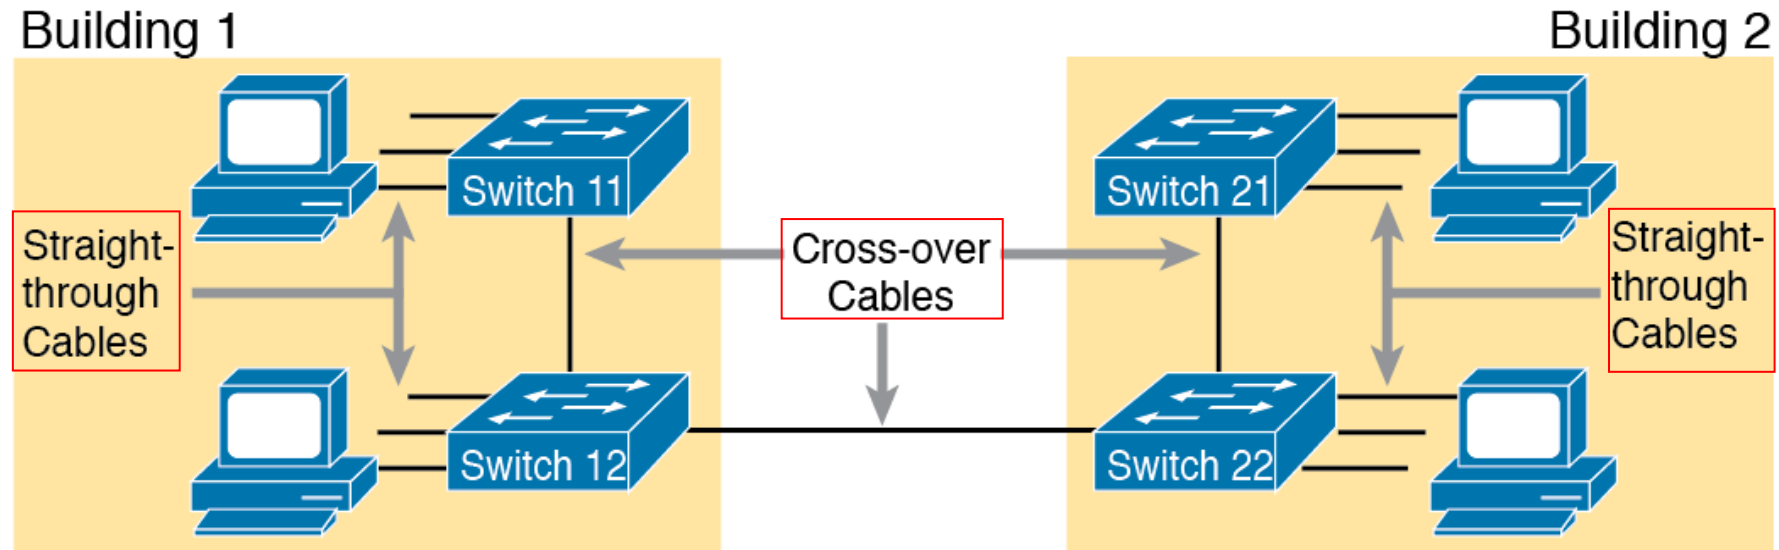 Building 1
Building 2
Switch 11
Switch 21
Straight-
through
Cables
Cross-over
Cables
Straight-
through
Cables
Switch 12
Switch 22